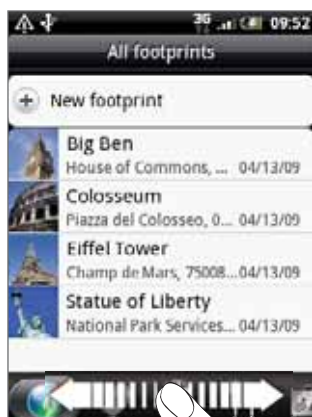 3G 09:52
All footprints
New footprint
Big Ben
House of Commons, ... 04/13/09
Colosseum
Piazza del Colosseo, 0... 04/13/09
Eiffel Tower
Champ de Mars, 75008... 04/13/09
Statue of Liberty
National Park Services... 04/13/09